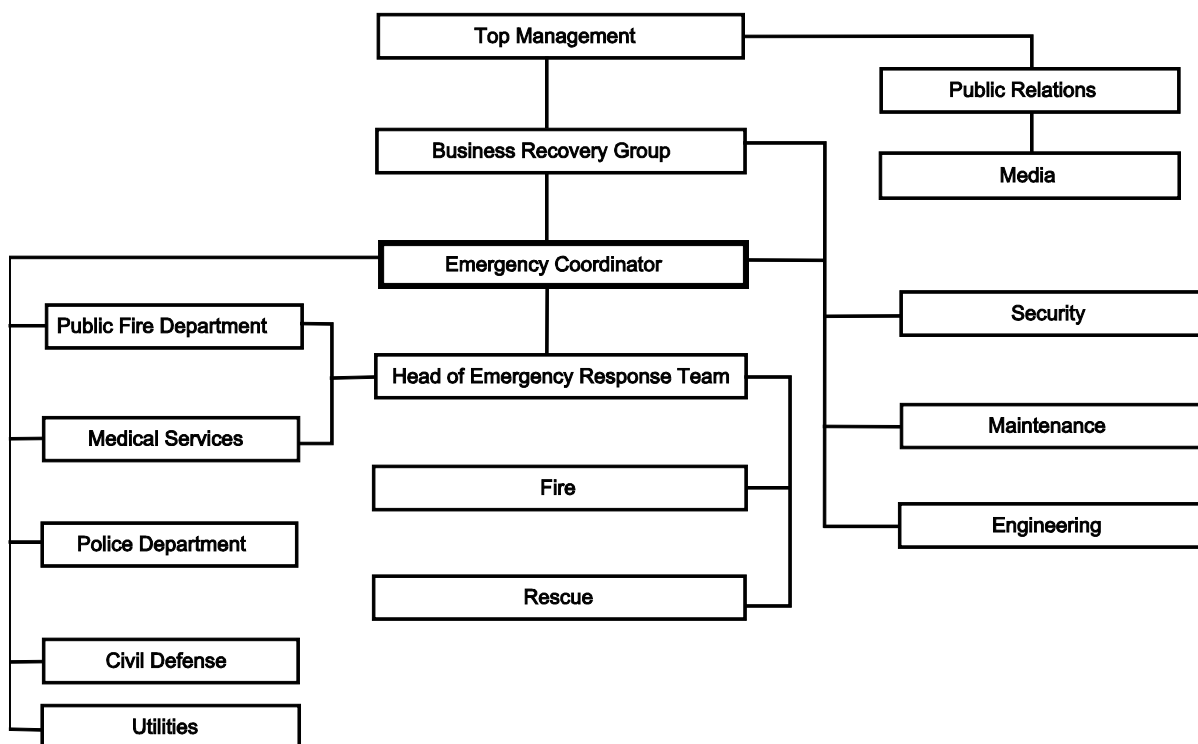 Top Management
Public Relations
Business Recovery Group
Media
Emergency Coordinator
Public Fire Department
Security
Head of Emergency Response Team
Medical Services
Maintenance
Fire
Police Department
Engineering
Rescue
Civil Defense
Utilities